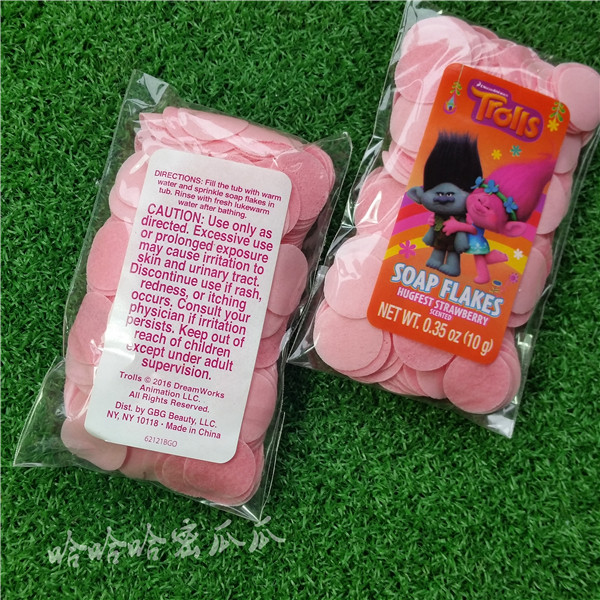 DIRECTIONS: Fill the tub with warm
water and sprinkle soap flakes in
tub. Rinse with fresh lukewarm
water after bathing.
CAUTION: Use only as
directed. Excessive use
or prolonged exposure
may cause irritation to
skin and urinary tract.
Discontinue use if rash,
redness, or itching
occurs. Consult your
physician if irritation
persists. Keep out of
reach of children
except under adult
supervision.
Trolls © 2016 DreamWorks
Animation LLC.
All Rights Reserved.
Dist. by GBG Beauty, LLC.
NY, NY 10118 • Made in China
62121BGO
DREAMWORKS
Trolls
SOAP FLAKES
HUGFEST STRAWBERRY
SCENTED
NET WT. 0.35 oz (10 g)
哈哈哈蜜瓜瓜